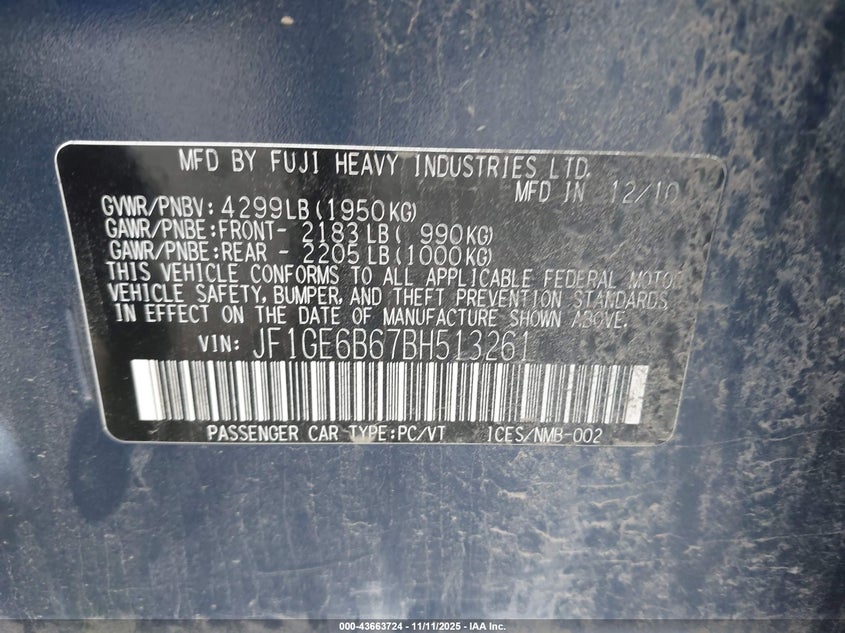 MFD BY FUJI HEAVY INDUSTRIES LTD.
MFD IN 12/10
GVWR/PNBV: 4299LB (1950KG)
GAWR/PNBE:FRONT- 2183LB( 990KG)
GAWR/PNBE:REAR - 2205LB(1000KG)
THIS VEHICLE CONFORMS TO ALL APPLICABLE FEDERAL MOTOR
VEHICLE SAFETY, BUMPER, AND THEFT PREVENTION STANDARDS
IN EFFECT ON THE DATE OF MANUFACTURE SHOWN ABOVE.
VIN: JF1GE6B67BH513261
PASSENGER CAR TYPE:PC/VT ICES/NMB-002
000-43663724 - 11/11/2025 - IAA Inc.